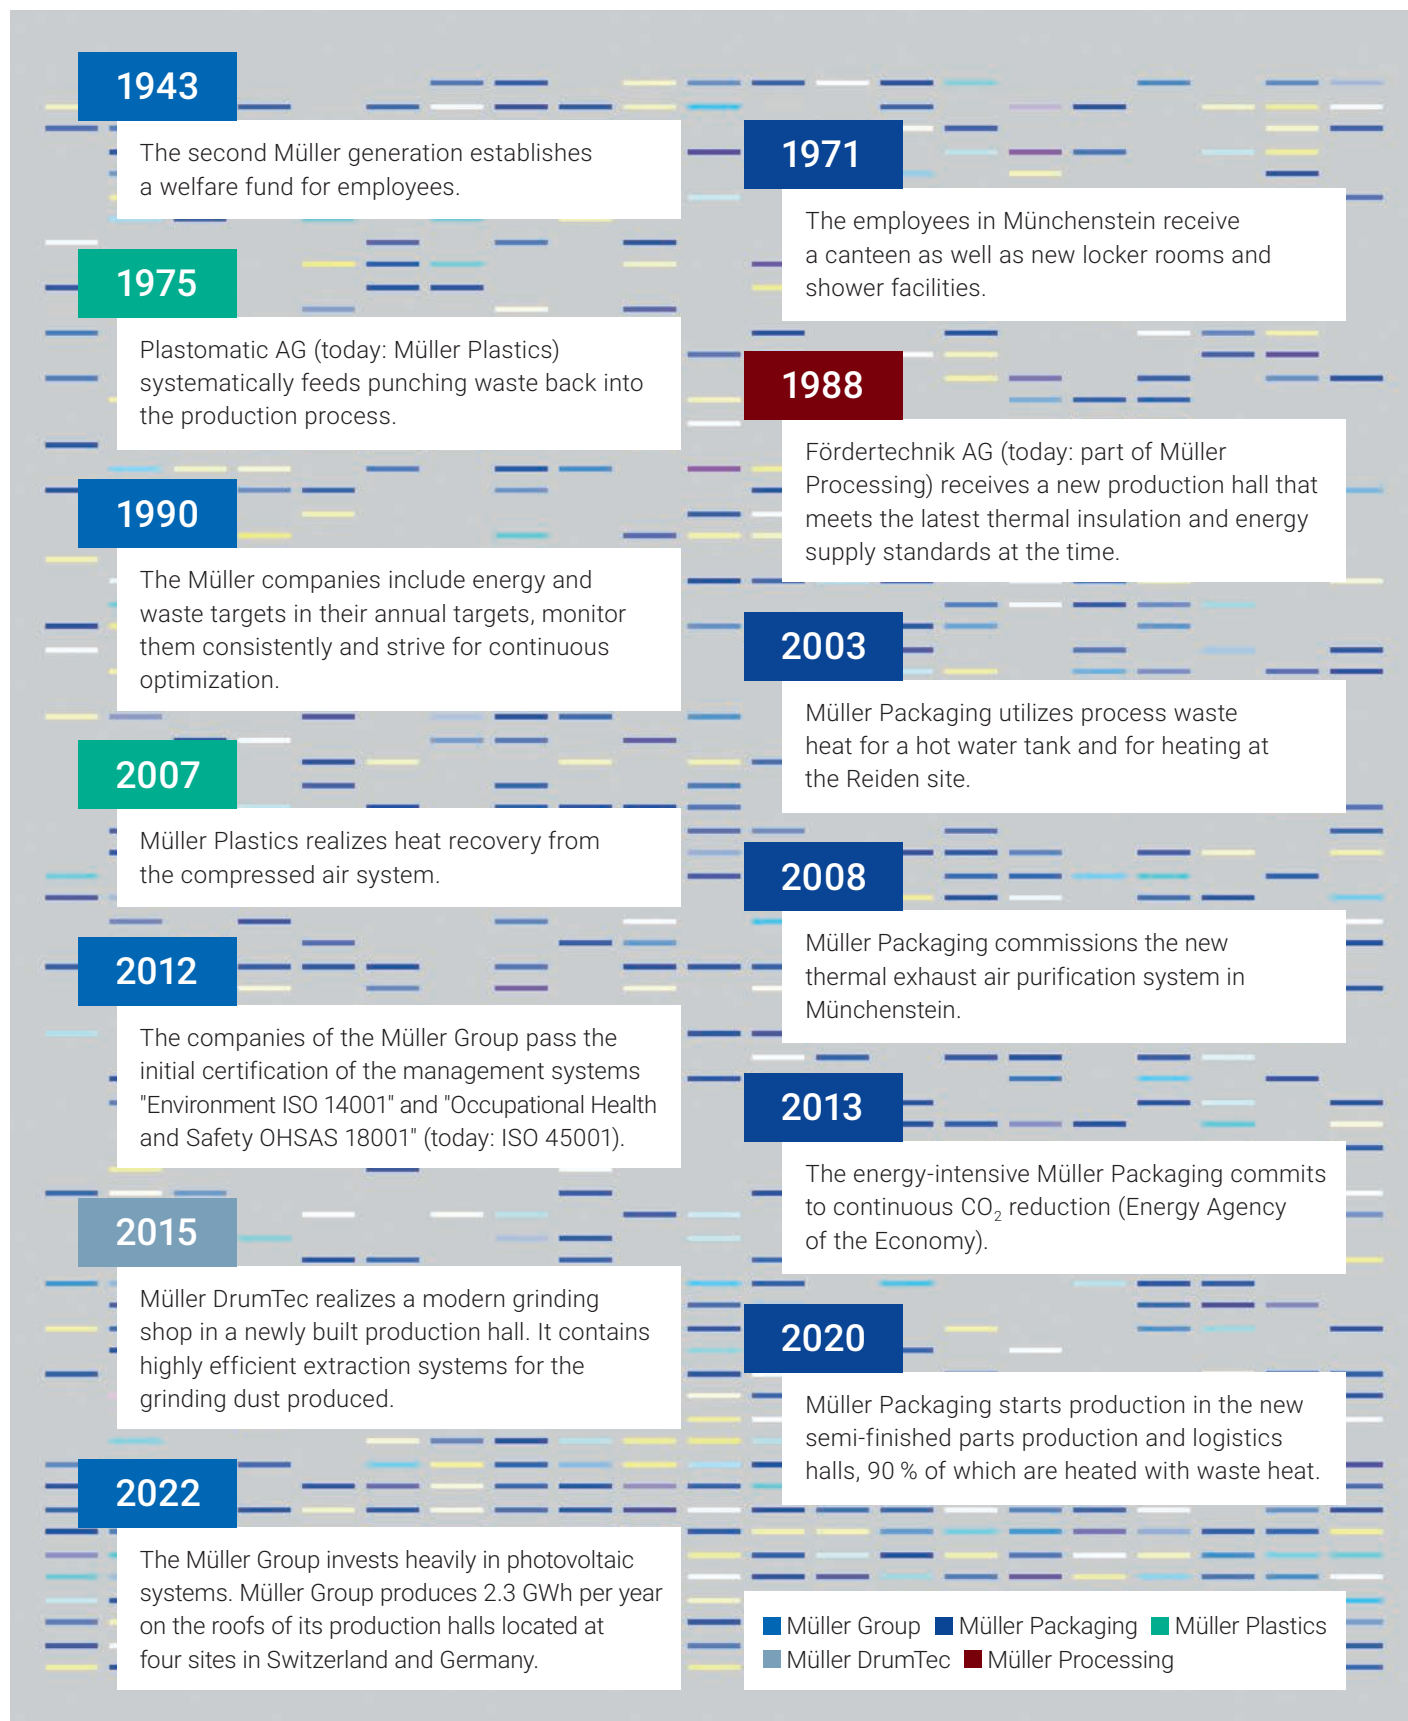 1943
The second Müller generation establishes
a welfare fund for employees.
1971
The employees in Münchenstein receive
a canteen as well as new locker rooms and
shower facilities.
1975
Plastomatic AG (today: Müller Plastics)
systematically feeds punching waste back into
the production process.
1988
Fördertechnik AG (today: part of Müller
Processing) receives a new production hall that
meets the latest thermal insulation and energy
supply standards at the time.
1990
The Müller companies include energy and
waste targets in their annual targets, monitor
them consistently and strive for continuous
optimization.
2003
Müller Packaging utilizes process waste
heat for a hot water tank and for heating at
the Reiden site.
2007
Müller Plastics realizes heat recovery from
the compressed air system.
2008
Müller Packaging commissions the new
thermal exhaust air purification system in
Münchenstein.
2012
The companies of the Müller Group pass the
initial certification of the management systems
"Environment ISO 14001" and "Occupational Health
and Safety OHSAS 18001" (today: ISO 45001).
2013
The energy-intensive Müller Packaging commits
to continuous CO₂ reduction (Energy Agency
of the Economy).
2015
Müller DrumTec realizes a modern grinding
shop in a newly built production hall. It contains
highly efficient extraction systems for the
grinding dust produced.
2020
Müller Packaging starts production in the new
semi-finished parts production and logistics
halls, 90 % of which are heated with waste heat.
2022
The Müller Group invests heavily in photovoltaic
systems. Müller Group produces 2.3 GWh per year
on the roofs of its production halls located at
four sites in Switzerland and Germany.
Müller Group Müller Packaging Müller Plastics
Müller DrumTec Müller Processing